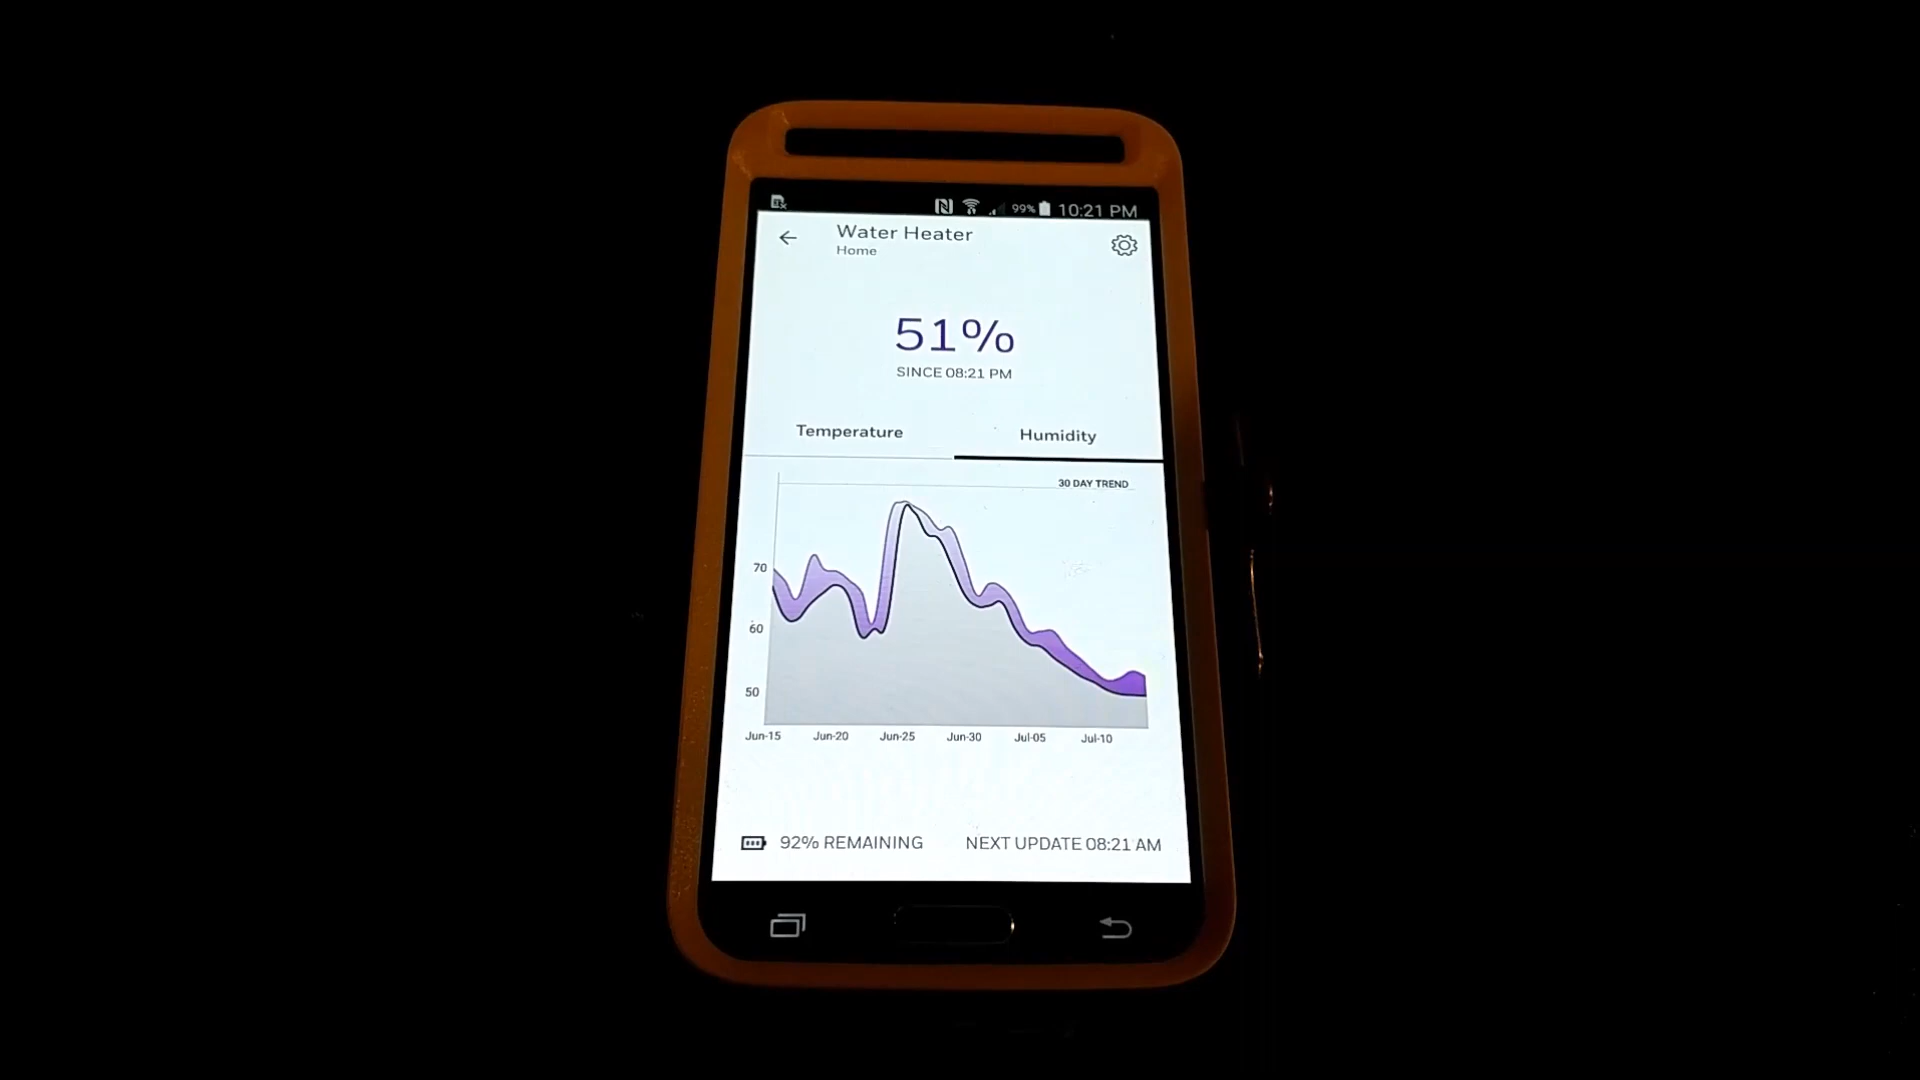 99% 10:21 PM
Water Heater
Home
51%
SINCE 08:21 PM
Temperature Humidity
30 DAY TREND
70
60
50
Jun-15 Jun-20 Jun-25 Jun-30 Jul-05 Jul-10
92% REMAINING NEXT UPDATE 08:21 AM